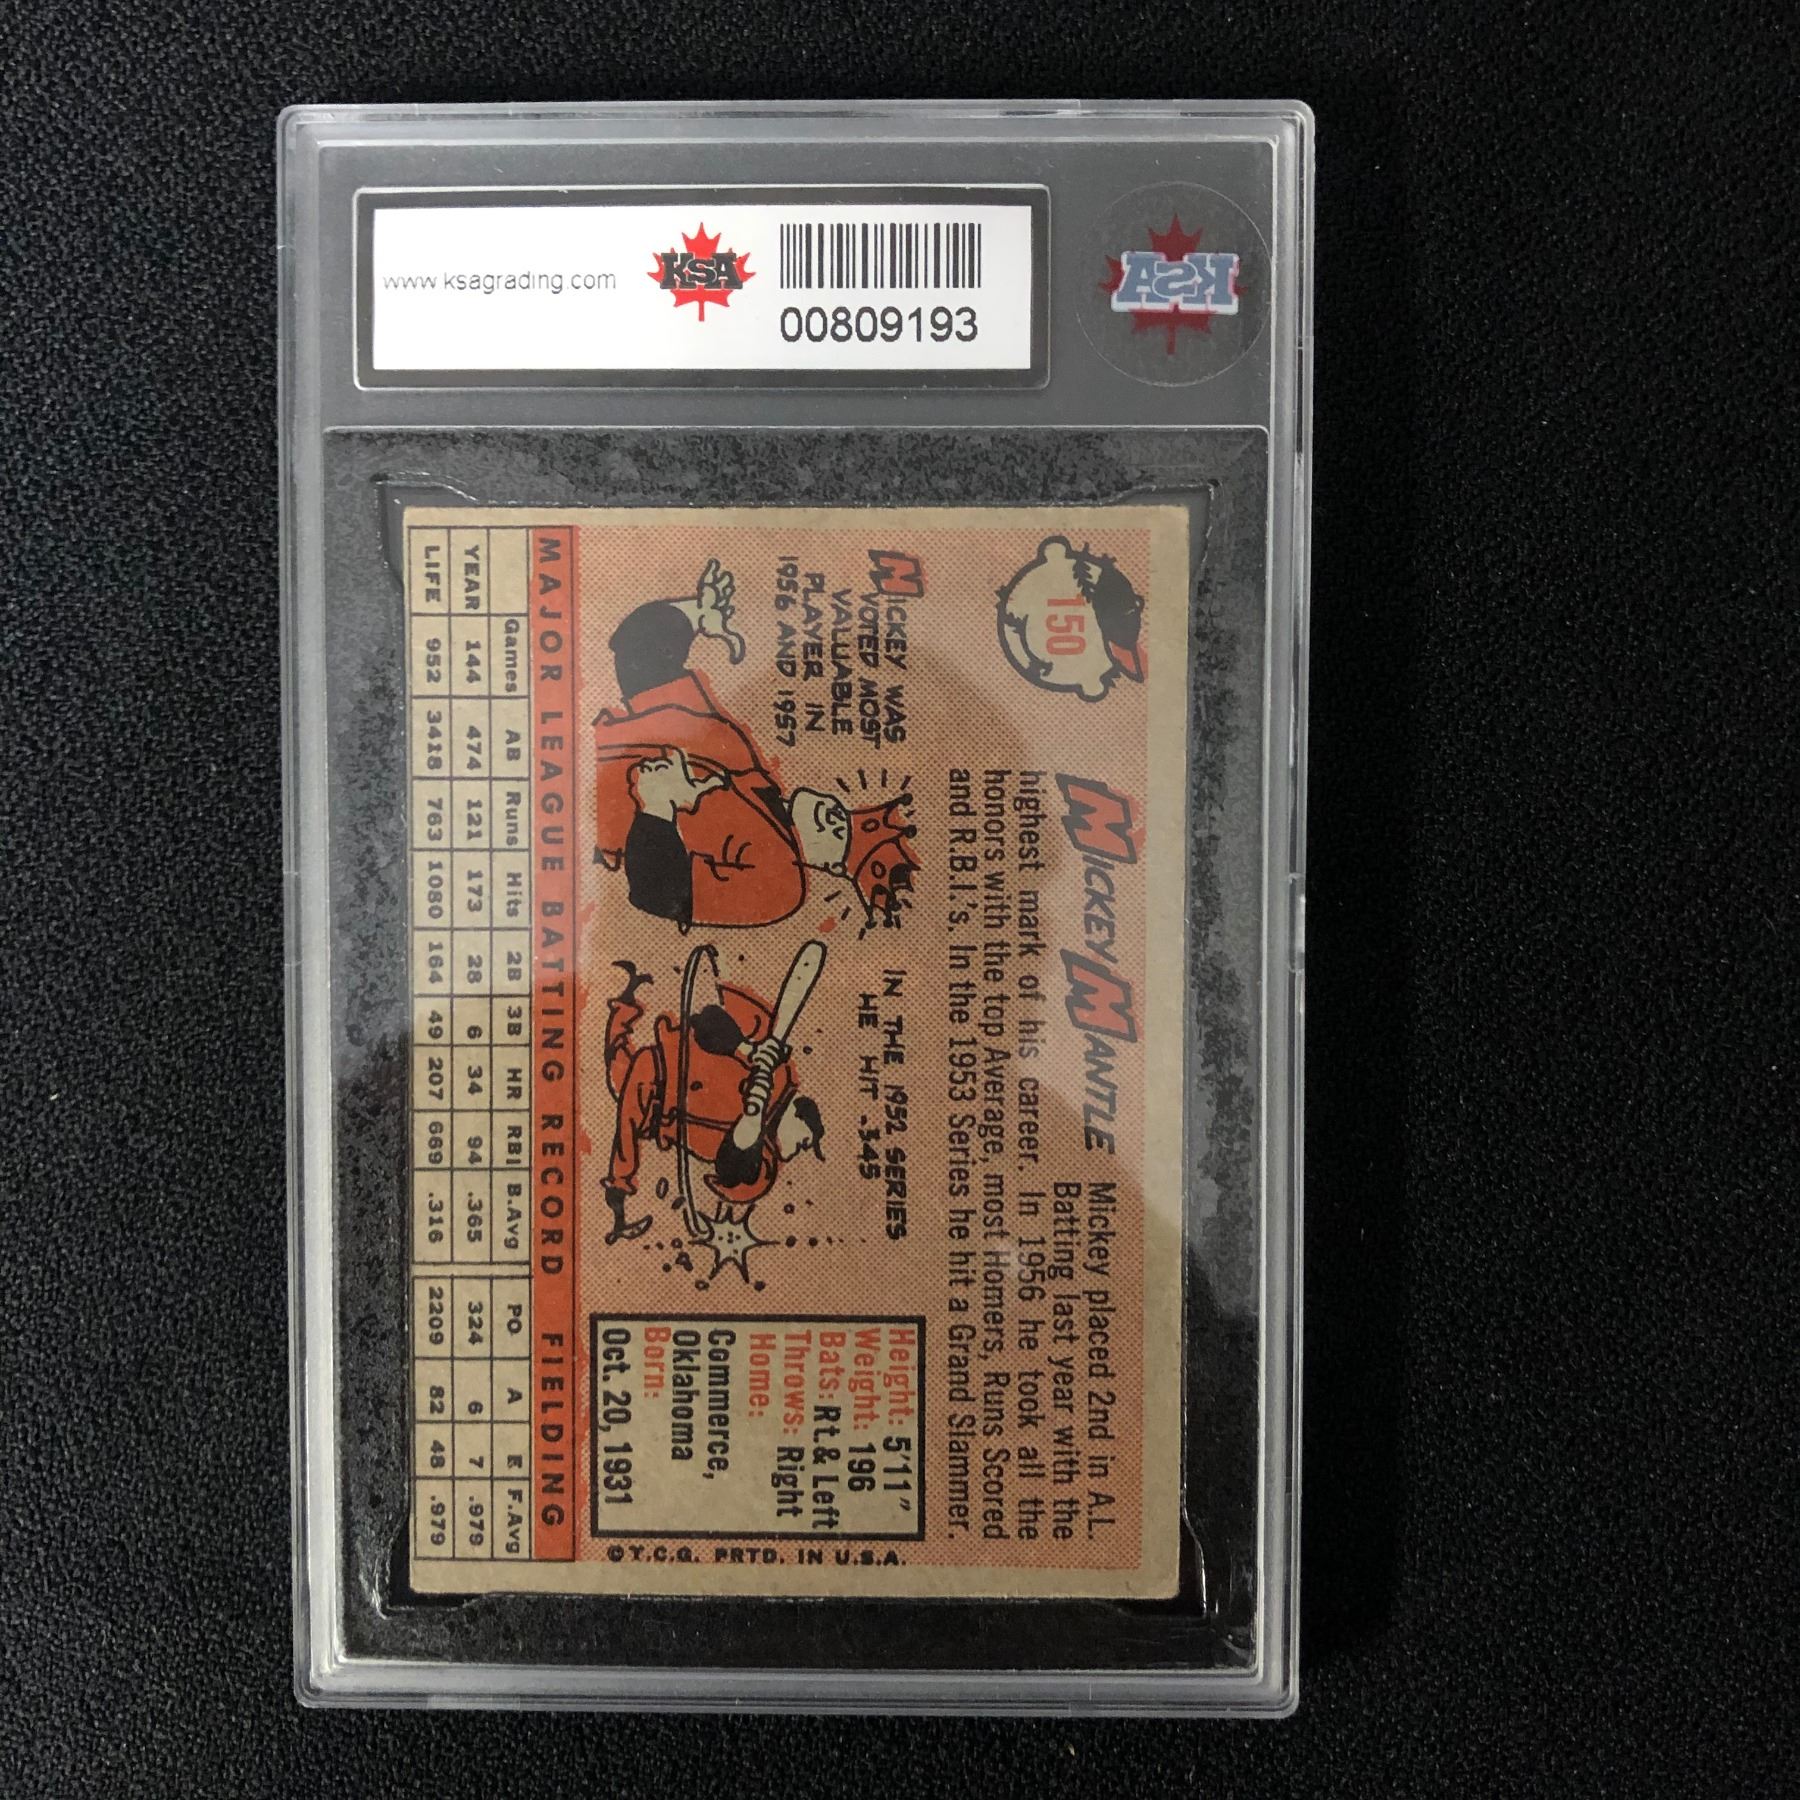 www.ksagrading.com
KSA
00809193
KSA
150
MICKEY MANTLE
Mickey placed 2nd in A.L.
Batting last year with the
highest mark of his career. In 1956 he took all the
honors with the top Average, most Homers, Runs Scored
and R.B.I.'s. In the 1953 Series he hit a Grand Slammer.
MICKEY WAS
VOTED MOST
VALUABLE
PLAYER IN
1956 AND 1957
IN THE 1952 SERIES
HE HIT .345
Height: 5'11"
Weight: 196
Bats: Rt. & Left
Throws: Right
Home:
Commerce,
Oklahoma
Born:
Oct. 20, 1931
©T.C.G. PRTD. IN U.S.A.
MAJOR LEAGUE BATTING RECORD FIELDING
Games AB Runs Hits 2B 3B HR RBI B.Avg PO A E F.Avg
YEAR 144 474 121 173 28 6 34 94 .365 324 6 7 .979
LIFE 952 3418 763 1080 164 49 207 669 .316 2209 82 48 .979